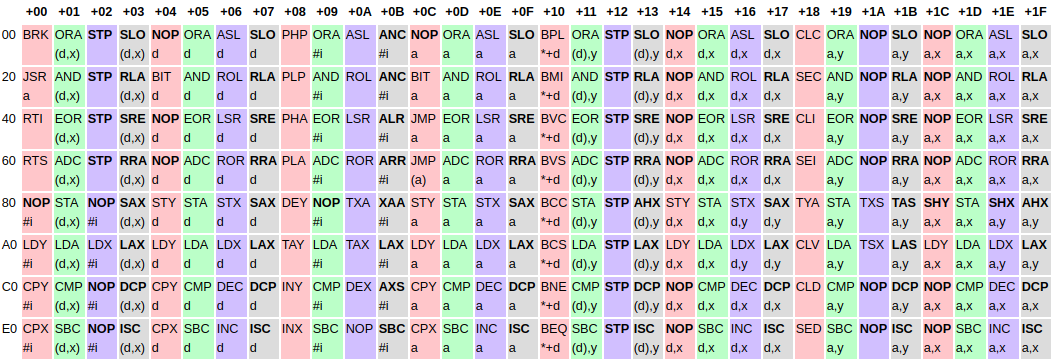 +00 +01 +02 +03 +04 +05 +06 +07 +08 +09 +0A +0B +0C +0D +0E +0F +10 +11 +12 +13 +14 +15 +16 +17 +18 +19 +1A +1B +1C +1D +1E +1F
00 BRK ORA STP SLO NOP ORA ASL SLO PHP ORA ASL ANC NOP ORA ASL SLO BPL ORA STP SLO NOP ORA ASL SLO CLC ORA NOP SLO NOP ORA ASL SLO
(d,x) (d,x) d d d d #i #i a a a a *+d (d),y (d),y d,x d,x d,x d,x a,y a,y a,x a,x a,x a,x
20 JSR AND STP RLA BIT AND ROL RLA PLP AND ROL ANC BIT AND ROL RLA BMI AND STP RLA NOP AND ROL RLA SEC AND NOP RLA NOP AND ROL RLA
a (d,x) (d,x) d d d d #i #i a a a a *+d (d),y (d),y d,x d,x d,x d,x a,y a,y a,x a,x a,x a,x
40 RTI EOR STP SRE NOP EOR LSR SRE PHA EOR LSR ALR JMP EOR LSR SRE BVC EOR STP SRE NOP EOR LSR SRE CLI EOR NOP SRE NOP EOR LSR SRE
(d,x) (d,x) d d d d #i #i a a a a *+d (d),y (d),y d,x d,x d,x d,x a,y a,y a,x a,x a,x a,x
60 RTS ADC STP RRA NOP ADC ROR RRA PLA ADC ROR ARR JMP ADC ROR RRA BVS ADC STP RRA NOP ADC ROR RRA SEI ADC NOP RRA NOP ADC ROR RRA
(d,x) (d,x) d d d d #i #i (a) a a a *+d (d),y (d),y d,x d,x d,x d,x a,y a,y a,x a,x a,x a,x
80 NOP STA NOP SAX STY STA STX SAX DEY NOP TXA XAA STY STA STX SAX BCC STA STP AHX STY STA STX SAX TYA STA TXS TAS SHY STA SHX AHX
#i (d,x) #i (d,x) d d d d #i #i a a a a *+d (d),y (d),y d,x d,x d,y d,y a,y a,y a,x a,x a,y a,y
A0 LDY LDA LDX LAX LDY LDA LDX LAX TAY LDA TAX LAX LDY LDA LDX LAX BCS LDA STP LAX LDY LDA LDX LAX CLV LDA TSX LAS LDY LDA LDX LAX
#i (d,x) #i (d,x) d d d d #i #i a a a a *+d (d),y (d),y d,x d,x d,y d,y a,y a,y a,x a,x a,y a,y
C0 CPY CMP NOP DCP CPY CMP DEC DCP INY CMP DEX AXS CPY CMP DEC DCP BNE CMP STP DCP NOP CMP DEC DCP CLD CMP NOP DCP NOP CMP DEC DCP
#i (d,x) #i (d,x) d d d d #i #i a a a a *+d (d),y (d),y d,x d,x d,x d,x a,y a,y a,x a,x a,x a,x
E0 CPX SBC NOP ISC CPX SBC INC ISC INX SBC NOP SBC CPX SBC INC ISC BEQ SBC STP ISC NOP SBC INC ISC SED SBC NOP ISC NOP SBC INC ISC
#i (d,x) #i (d,x) d d d d #i #i a a a a *+d (d),y (d),y d,x d,x d,x d,x a,y a,y a,x a,x a,x a,x